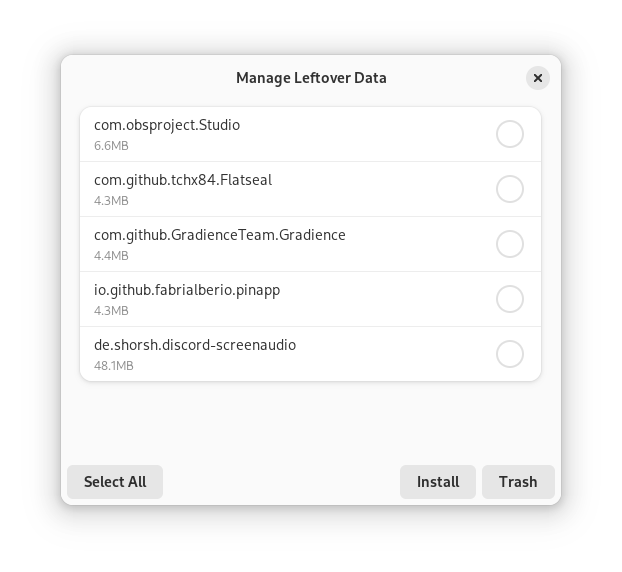 Manage Leftover Data
com.obsproject.Studio
6.6MB
com.github.tchx84.Flatseal
4.3MB
com.github.GradienceTeam.Gradience
4.4MB
io.github.fabrialberio.pinapp
4.3MB
de.shorsh.discord-screenaudio
48.1MB
Select All
Install
Trash